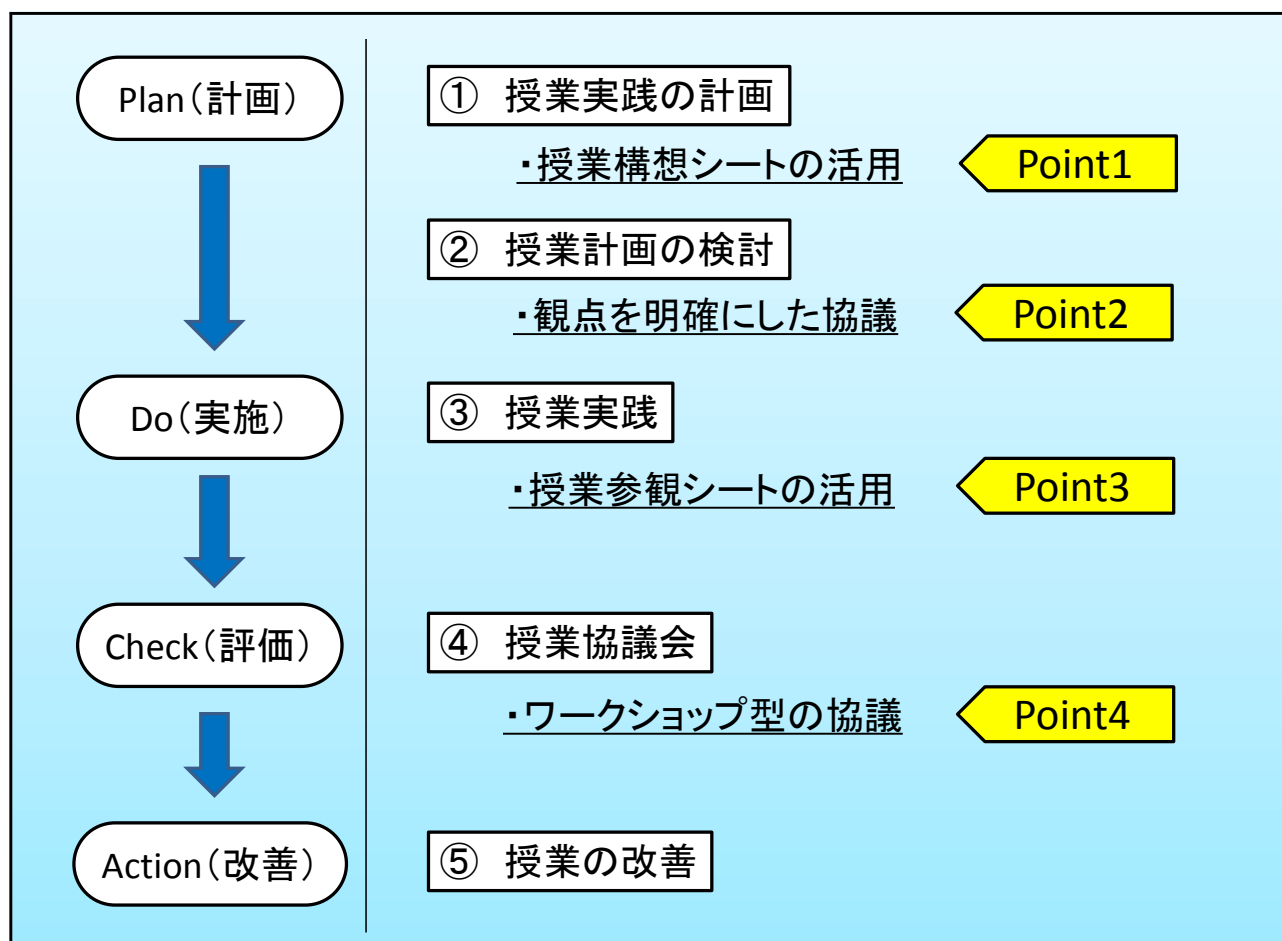 Plan（計画）
① 授業実践の計画
・授業構想シートの活用
Point1
② 授業計画の検討
・観点を明確にした協議
Point2
Do（実施）
③ 授業実践
・授業参観シートの活用
Point3
Check（評価）
④ 授業協議会
・ワークショップ型の協議
Point4
Action（改善）
⑤ 授業の改善